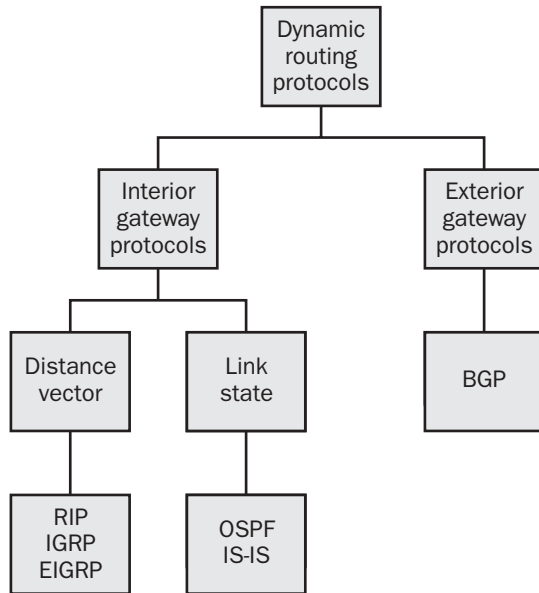 Dynamic
routing
protocols
Interior
gateway
protocols
Exterior
gateway
protocols
Distance
vector
Link
state
BGP
RIP
IGRP
EIGRP
OSPF
IS-IS